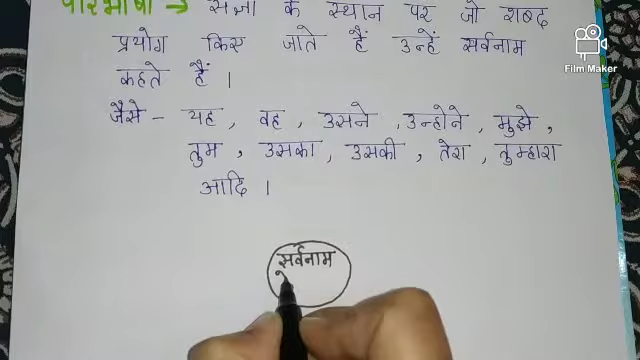 परिभाषा → संज्ञा के स्थान पर जो शब्द
प्रयोग किए जाते हैं उन्हें सर्वनाम
कहते हैं ।
जैसे - यह , वह , उसने , उन्होने , मुझे ,
तुम , उसका , उसकी , तेरा , तुम्हारा
आदि ।
सर्वनाम
Film Maker